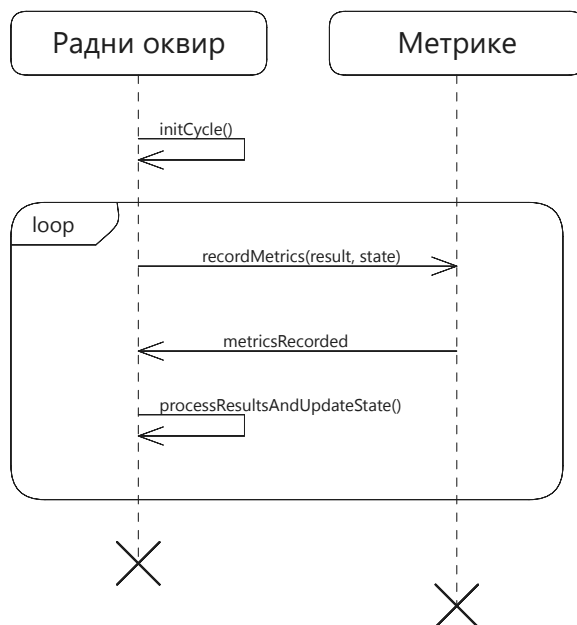 Радни оквир
Метрике
initCycle()
loop
recordMetrics(result, state)
metricsRecorded
processResultsAndUpdateState()